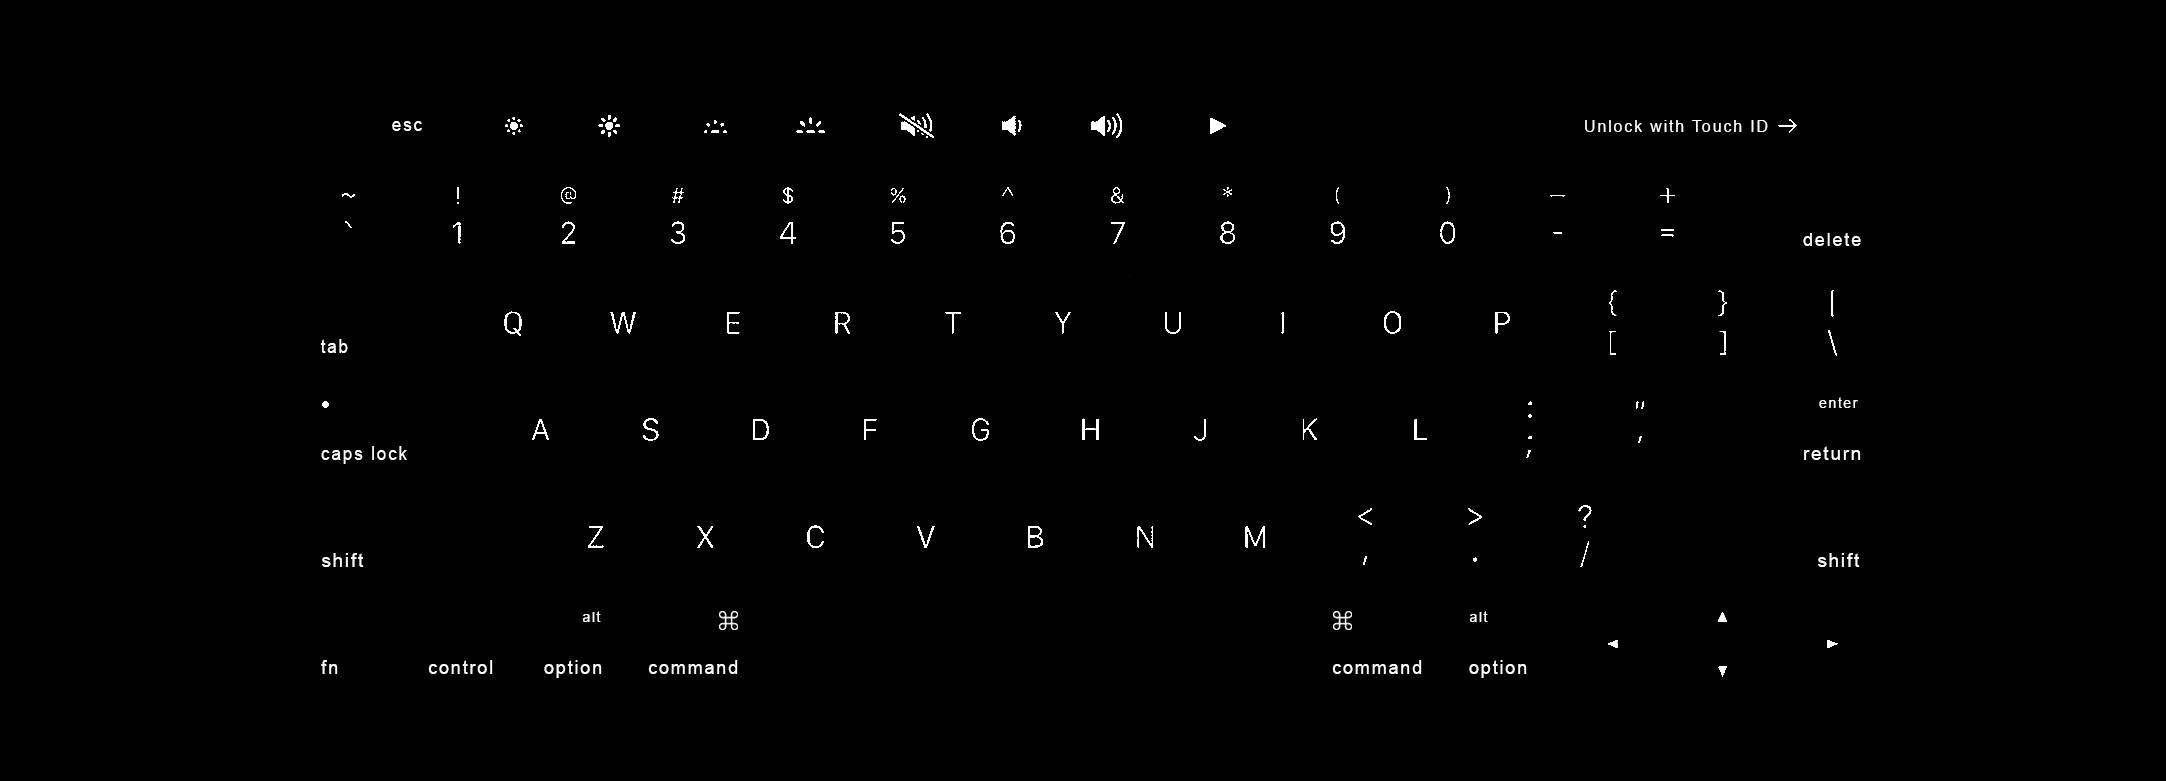 esc Unlock with Touch ID →
~ ! @ # $ % ^ & * ( ) — +
` 1 2 3 4 5 6 7 8 9 0 - = delete
{ } |
tab Q W E R T Y U I O P [ ] \
• : " enter
caps lock A S D F G H J K L ; ' return
< > ?
shift Z X C V B N M , . / shift
alt ⌘ ⌘ alt ▲
◀ ▶
fn control option command command option ▼